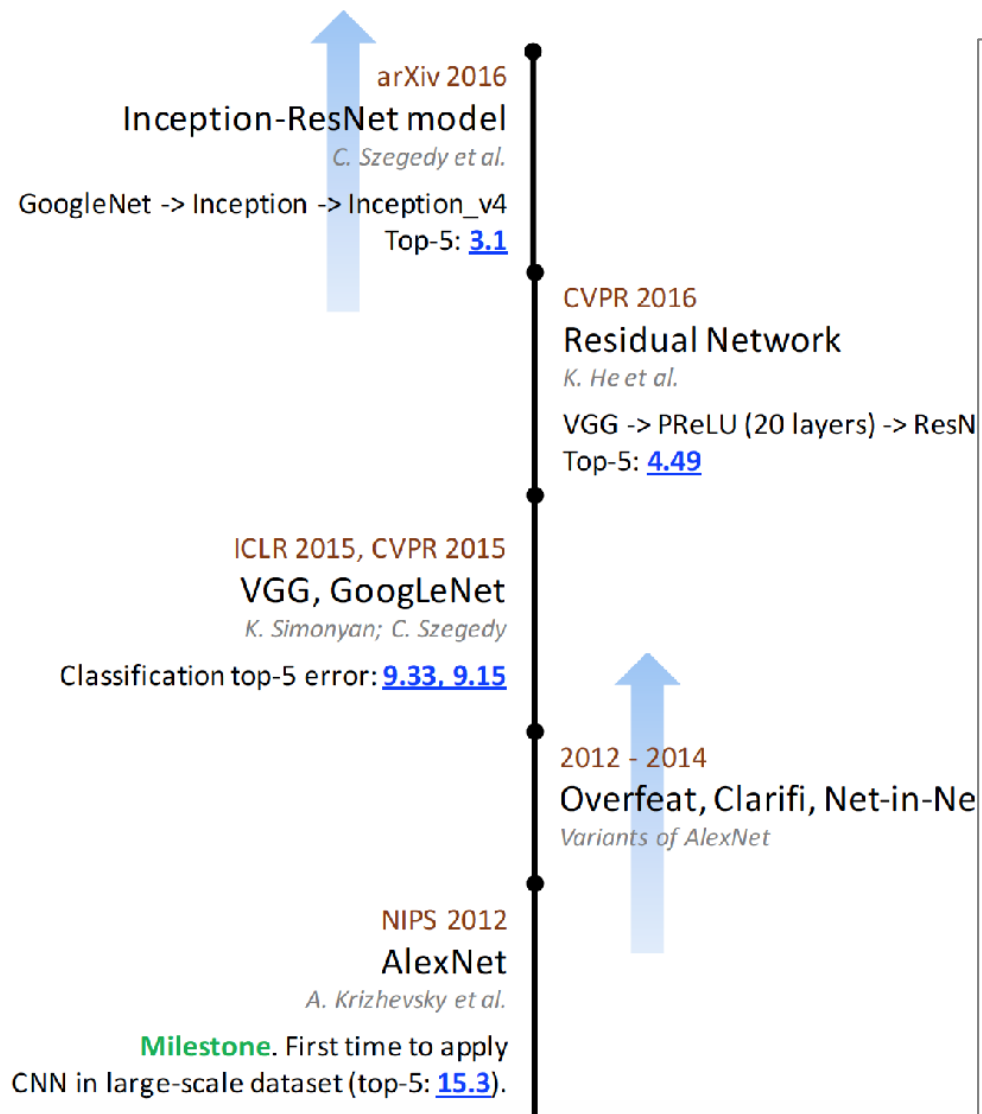 arXiv 2016
Inception-ResNet model
C. Szegedy et al.
GoogleNet -> Inception -> Inception_v4
Top-5: 3.1
CVPR 2016
Residual Network
K. He et al.
VGG -> PReLU (20 layers) -> ResN
Top-5: 4.49
ICLR 2015, CVPR 2015
VGG, GoogLeNet
K. Simonyan; C. Szegedy
Classification top-5 error: 9.33, 9.15
2012 - 2014
Overfeat, Clarifi, Net-in-Ne
Variants of AlexNet
NIPS 2012
AlexNet
A. Krizhevsky et al.
Milestone. First time to apply
CNN in large-scale dataset (top-5: 15.3).